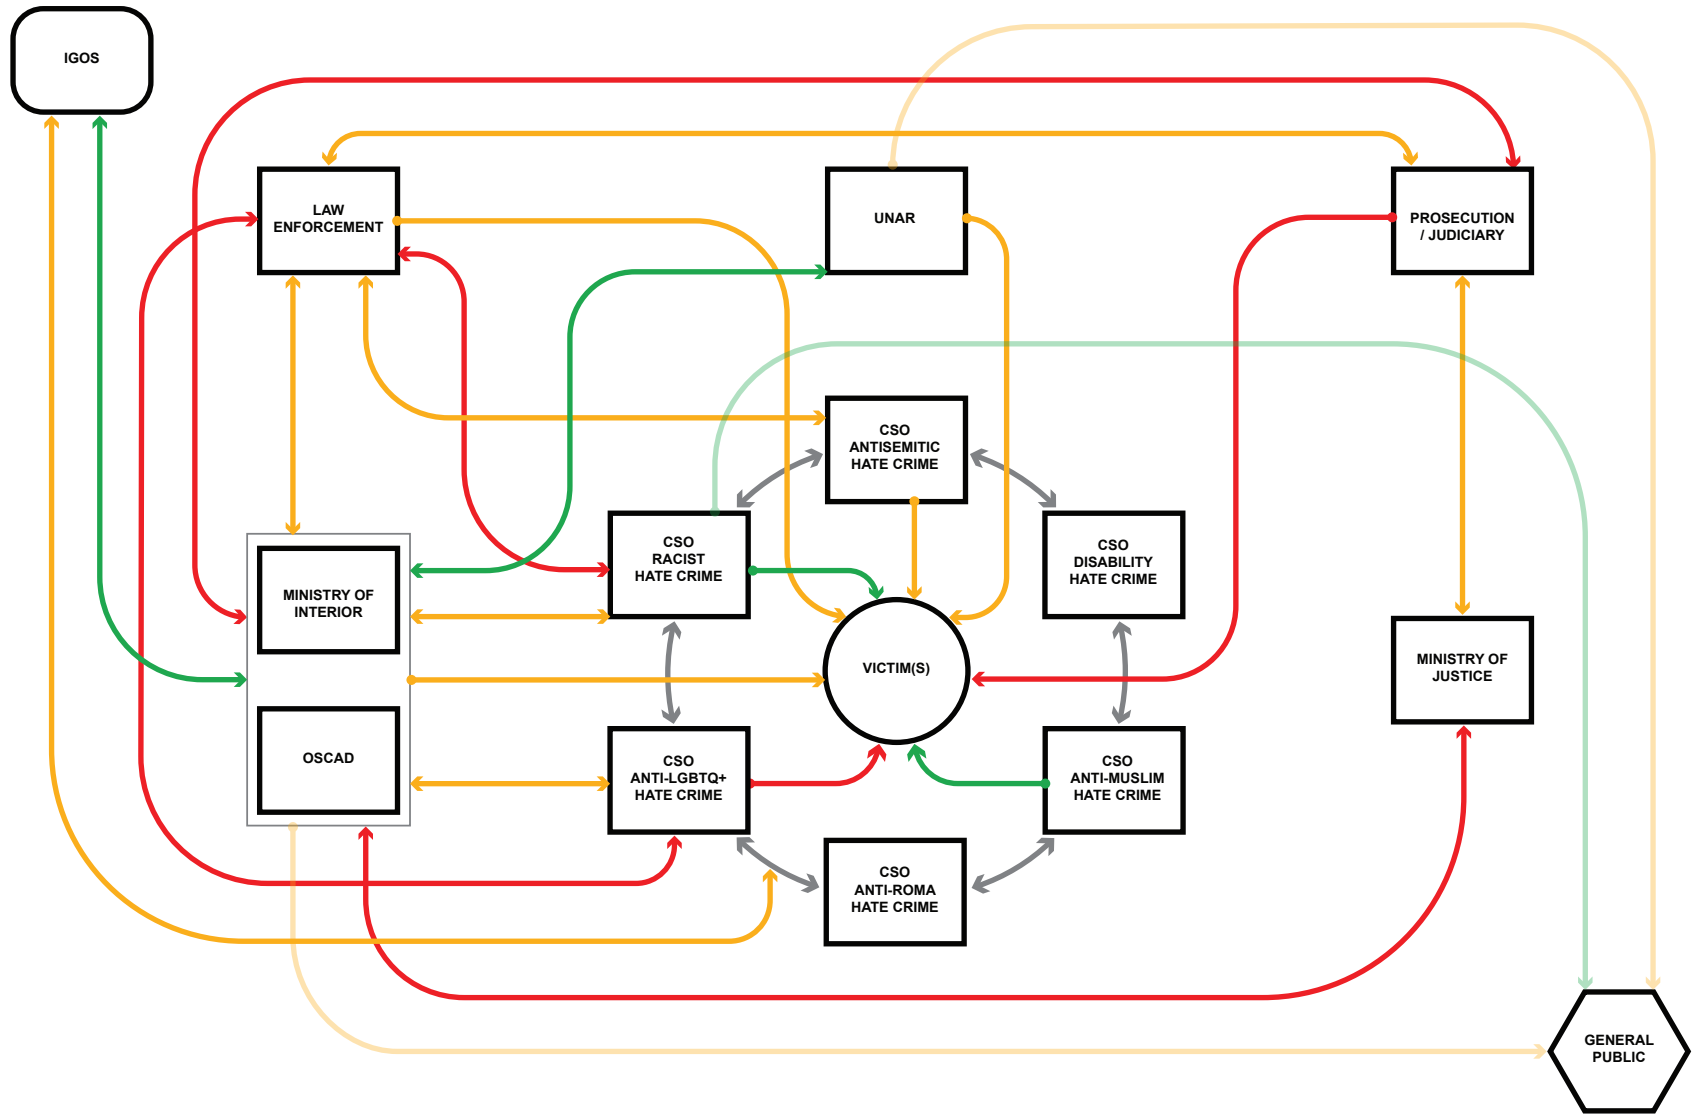 IGOS
LAW
ENFORCEMENT
UNAR
PROSECUTION
/ JUDICIARY
CSO
ANTISEMITIC
HATE CRIME
CSO
RACIST
HATE CRIME
CSO
DISABILITY
HATE CRIME
MINISTRY OF
INTERIOR
VICTIM(S)
MINISTRY OF
JUSTICE
OSCAD
CSO
ANTI-LGBTQ+
HATE CRIME
CSO
ANTI-MUSLIM
HATE CRIME
CSO
ANTI-ROMA
HATE CRIME
GENERAL
PUBLIC